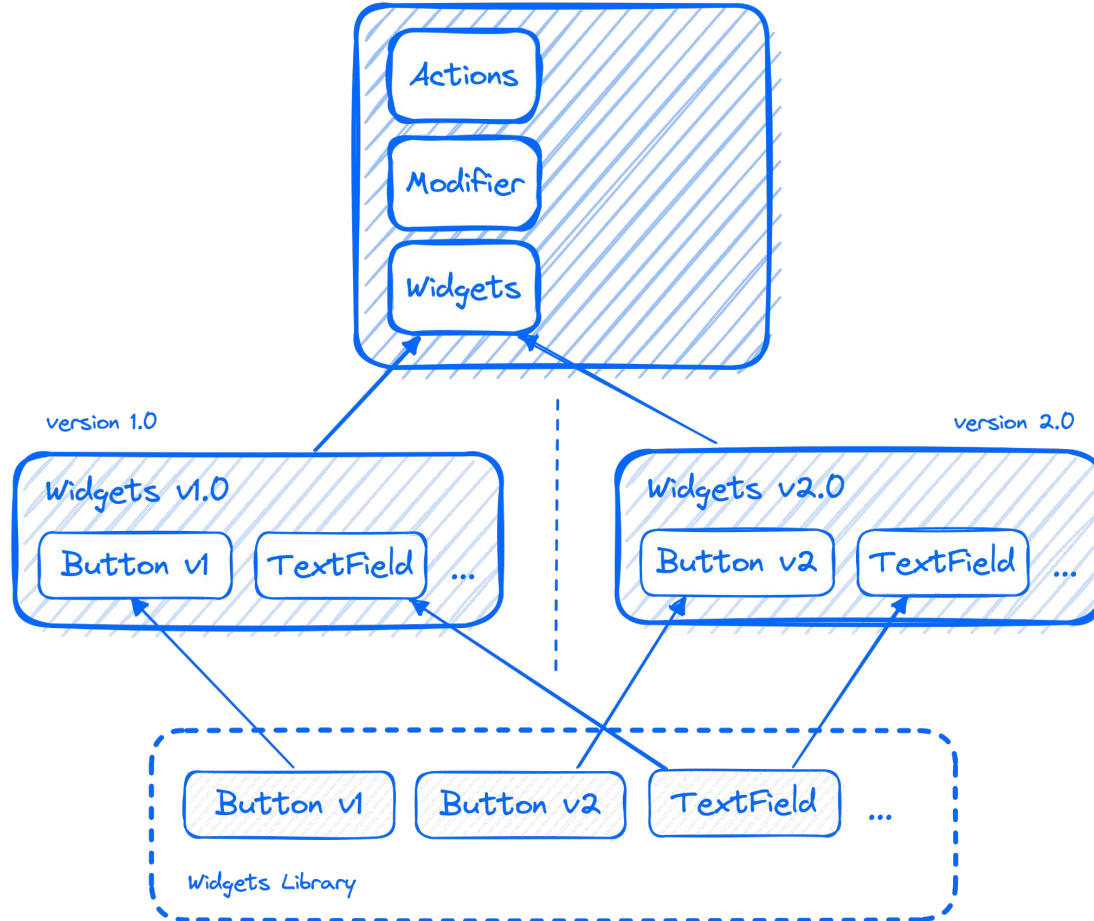 Actions
Modifier
Widgets
version 1.0
version 2.0
Widgets v1.0
Button v1
TextField
...
Widgets v2.0
Button v2
TextField
...
Button v1
Button v2
TextField
...
Widgets Library